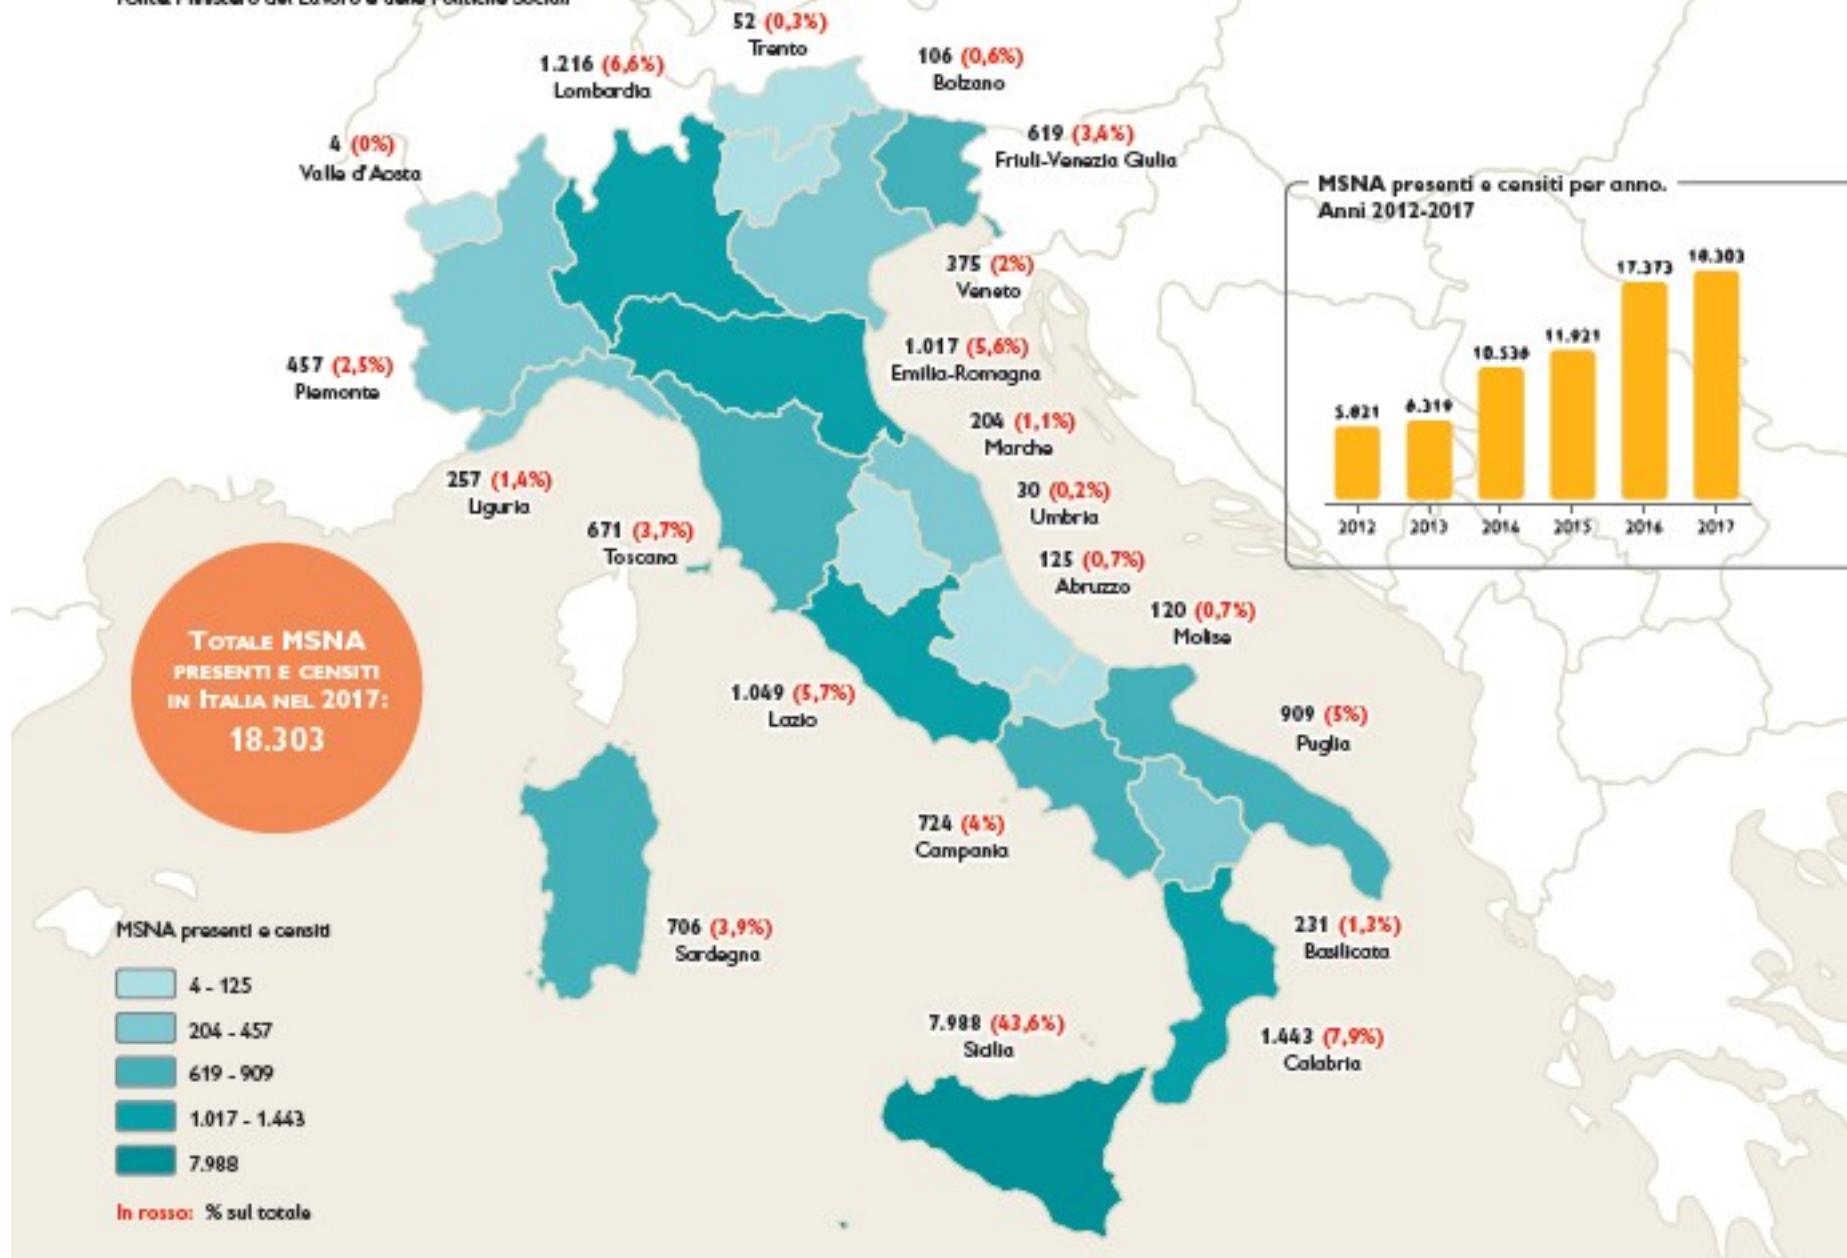 Fonte: Ministero del Lavoro e delle Politiche Sociali
52 (0,3%)
Trento
106 (0,6%)
Bolzano
1.216 (6,6%)
Lombardia
4 (0%)
Valle d'Aosta
619 (3,4%)
Friuli-Venezia Giulia
375 (2%)
Veneto
457 (2,5%)
Piemonte
1.017 (5,6%)
Emilia-Romagna
204 (1,1%)
Marche
257 (1,4%)
Liguria
30 (0,2%)
Umbria
671 (3,7%)
Toscana
125 (0,7%)
Abruzzo
120 (0,7%)
Molise
1.049 (5,7%)
Lazio
909 (5%)
Puglia
724 (4%)
Campania
706 (3,9%)
Sardegna
231 (1,3%)
Basilicata
7.988 (43,6%)
Sicilia
1.443 (7,9%)
Calabria
MSNA presenti e censiti per anno.
Anni 2012-2017
5.821
6.319
10.536
11.921
17.373
18.303
2012 2013 2014 2015 2016 2017
TOTALE MSNA
PRESENTI E CENSITI
IN ITALIA NEL 2017:
18.303
MSNA presenti e censiti
4 - 125
204 - 457
619 - 909
1.017 - 1.443
7.988
In rosso: % sul totale